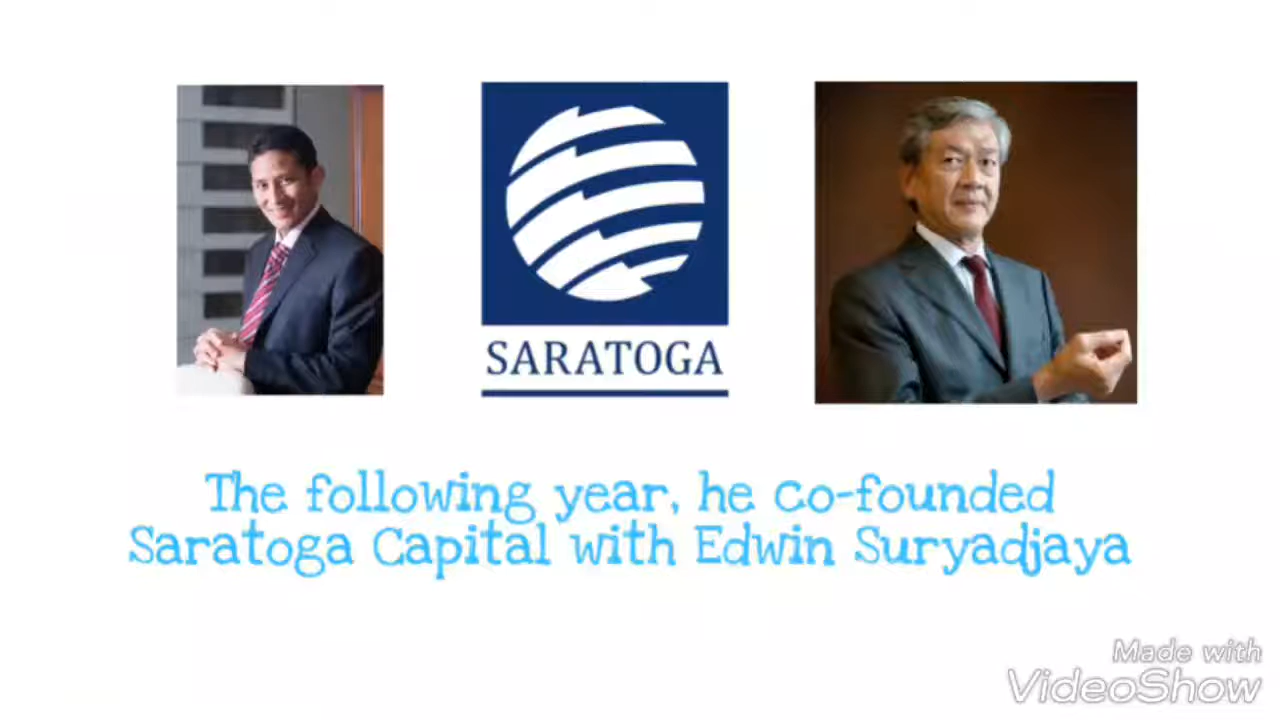 SARATOGA
The following year, he co-founded
Saratoga Capital with Edwin Suryadjaya
Made with
VideoShow